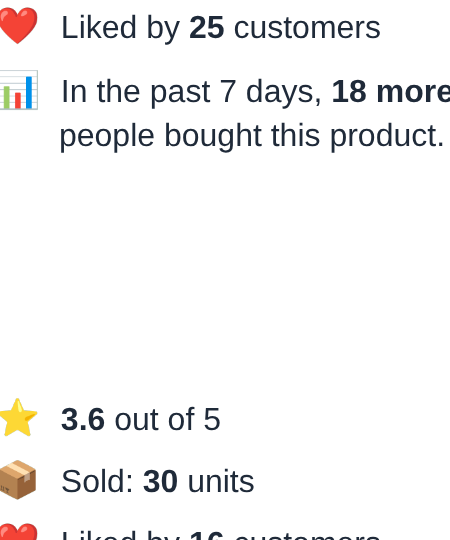 Liked by 25 customers
In the past 7 days, 18 more
people bought this product.
3.6 out of 5
Sold: 30 units
Liked by 16 customers